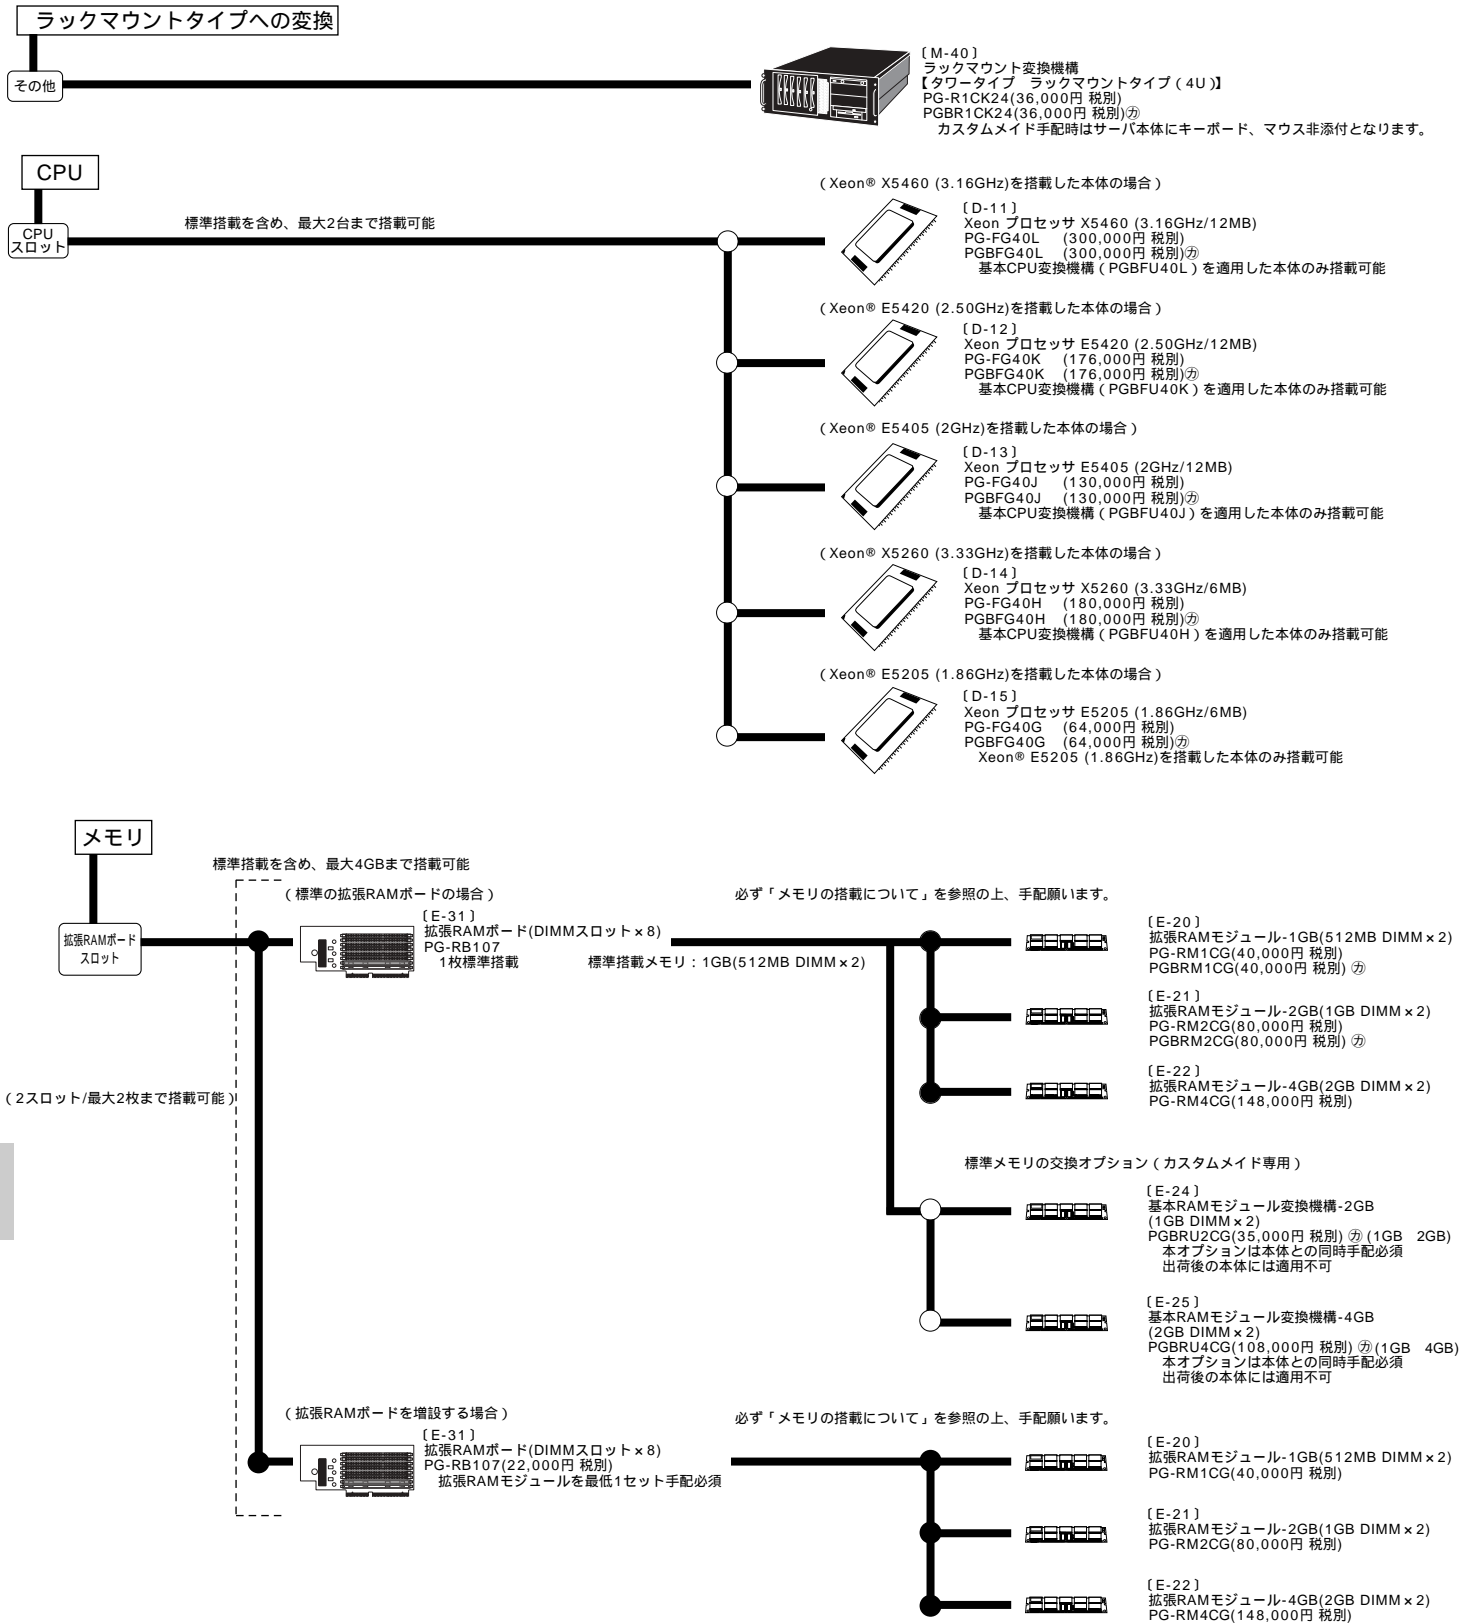 ラックマウントタイプへの変換
その他
〔M-40〕
ラックマウント変換機構
【タワータイプ　ラックマウントタイプ（4U）】
PG-R1CK24(36,000円 税別)
PGBR1CK24(36,000円 税別)㋕
カスタムメイド手配時はサーバ本体にキーボード、マウス非添付となります。
CPU
CPU
スロット
標準搭載を含め、最大2台まで搭載可能
（Xeon® X5460 (3.16GHz)を搭載した本体の場合）
〔D-11〕
Xeon プロセッサ X5460 (3.16GHz/12MB)
PG-FG40L　(300,000円 税別)
PGBFG40L　(300,000円 税別)㋕
基本CPU変換機構（PGBFU40L）を適用した本体のみ搭載可能
（Xeon® E5420 (2.50GHz)を搭載した本体の場合）
〔D-12〕
Xeon プロセッサ E5420 (2.50GHz/12MB)
PG-FG40K　(176,000円 税別)
PGBFG40K　(176,000円 税別)㋕
基本CPU変換機構（PGBFU40K）を適用した本体のみ搭載可能
（Xeon® E5405 (2GHz)を搭載した本体の場合）
〔D-13〕
Xeon プロセッサ E5405 (2GHz/12MB)
PG-FG40J　(130,000円 税別)
PGBFG40J　(130,000円 税別)㋕
基本CPU変換機構（PGBFU40J）を適用した本体のみ搭載可能
（Xeon® X5260 (3.33GHz)を搭載した本体の場合）
〔D-14〕
Xeon プロセッサ X5260 (3.33GHz/6MB)
PG-FG40H　(180,000円 税別)
PGBFG40H　(180,000円 税別)㋕
基本CPU変換機構（PGBFU40H）を適用した本体のみ搭載可能
（Xeon® E5205 (1.86GHz)を搭載した本体の場合）
〔D-15〕
Xeon プロセッサ E5205 (1.86GHz/6MB)
PG-FG40G　(64,000円 税別)
PGBFG40G　(64,000円 税別)㋕
Xeon® E5205 (1.86GHz)を搭載した本体のみ搭載可能
メモリ
拡張RAMボード
スロット
標準搭載を含め、最大4GBまで搭載可能
（2スロット/最大2枚まで搭載可能）
（標準の拡張RAMボードの場合）
〔E-31〕
拡張RAMボード(DIMMスロット×8)
PG-RB107
1枚標準搭載
標準搭載メモリ：1GB(512MB DIMM×2)
必ず「メモリの搭載について」を参照の上、手配願います。
〔E-20〕
拡張RAMモジュール-1GB(512MB DIMM×2)
PG-RM1CG(40,000円 税別)
PGBRM1CG(40,000円 税別) ㋕
〔E-21〕
拡張RAMモジュール-2GB(1GB DIMM×2)
PG-RM2CG(80,000円 税別)
PGBRM2CG(80,000円 税別) ㋕
〔E-22〕
拡張RAMモジュール-4GB(2GB DIMM×2)
PG-RM4CG(148,000円 税別)
標準メモリの交換オプション（カスタムメイド専用）
〔E-24〕
基本RAMモジュール変換機構-2GB
(1GB DIMM×2)
PGBRU2CG(35,000円 税別) ㋕ (1GB　2GB)
本オプションは本体との同時手配必須
出荷後の本体には適用不可
〔E-25〕
基本RAMモジュール変換機構-4GB
(2GB DIMM×2)
PGBRU4CG(108,000円 税別) ㋕ (1GB　4GB)
本オプションは本体との同時手配必須
出荷後の本体には適用不可
（拡張RAMボードを増設する場合）
〔E-31〕
拡張RAMボード(DIMMスロット×8)
PG-RB107(22,000円 税別)
拡張RAMモジュールを最低1セット手配必須
必ず「メモリの搭載について」を参照の上、手配願います。
〔E-20〕
拡張RAMモジュール-1GB(512MB DIMM×2)
PG-RM1CG(40,000円 税別)
〔E-21〕
拡張RAMモジュール-2GB(1GB DIMM×2)
PG-RM2CG(80,000円 税別)
〔E-22〕
拡張RAMモジュール-4GB(2GB DIMM×2)
PG-RM4CG(148,000円 税別)